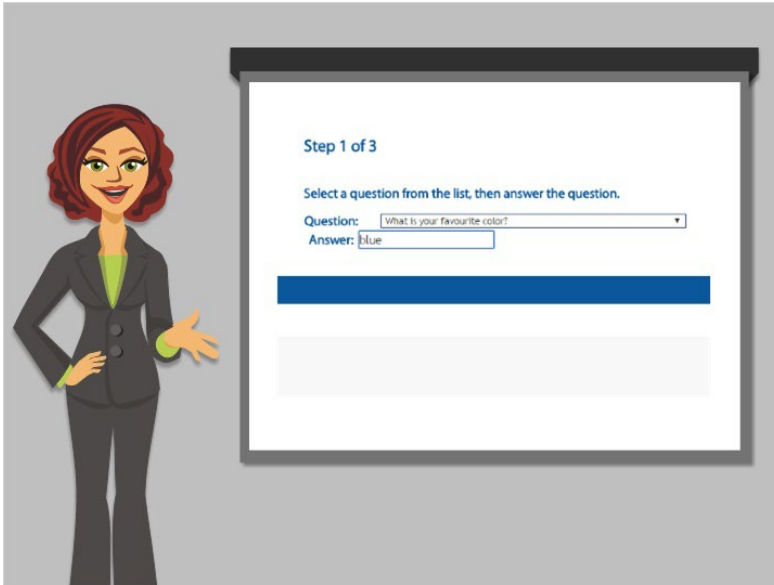 Step 1 of 3
Select a question from the list, then answer the question.
Question: What is your favourite color?
Answer: blue